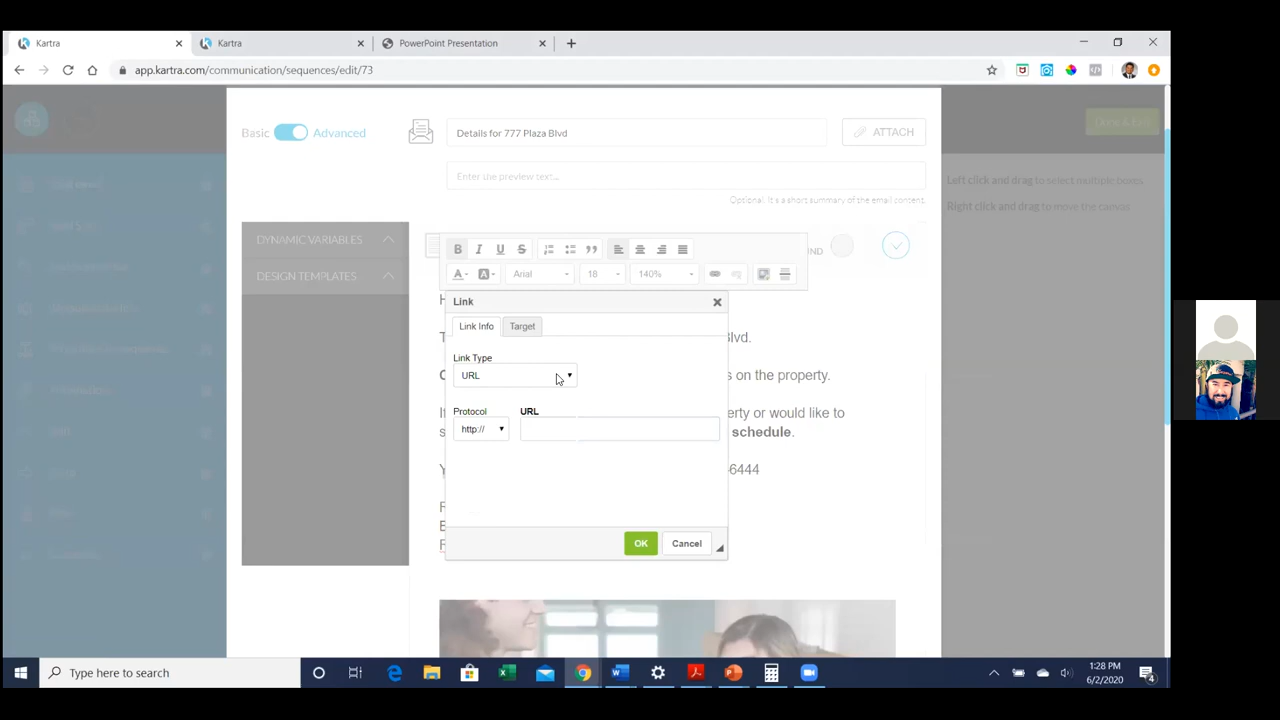 Kartra
Kartra
PowerPoint Presentation
app.kartra.com/communication/sequences/edit/73
Basic Advanced
Details for 777 Plaza Blvd
ATTACH
Enter the preview text...
Optional. It's a short summary of the email content.
Left click and drag to select multiple boxes.
Right click and drag to move the canvas.
DYNAMIC VARIABLES
DESIGN TEMPLATES
B I U S
Arial 18 140%
ND
Link
Link Info Target
Blvd.
Link Type
URL
s on the property.
Protocol URL
http://
erty or would like to
schedule.
6444
OK Cancel
Type here to search
1:28 PM
6/2/2020
4